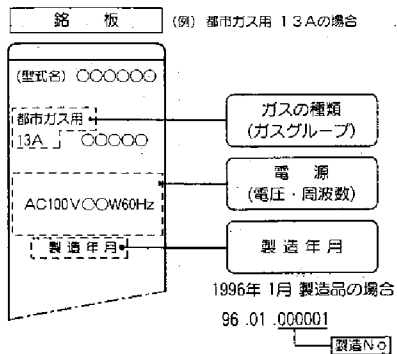 銘板
(例) 都市ガス用 13Aの場合
(型式名) ○○○○○○
都市ガス用
13A ○○○○○
ガスの種類
(ガスグループ)
電源
(電圧・周波数)
AC100V○○W60Hz
製造年月
製造年月
1996年 1月 製造品の場合
96.01.000001
製造No